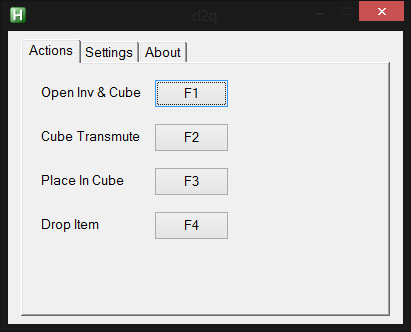 d2q
Actions Settings About
Open Inv & Cube F1
Cube Transmute F2
Place In Cube F3
Drop Item F4